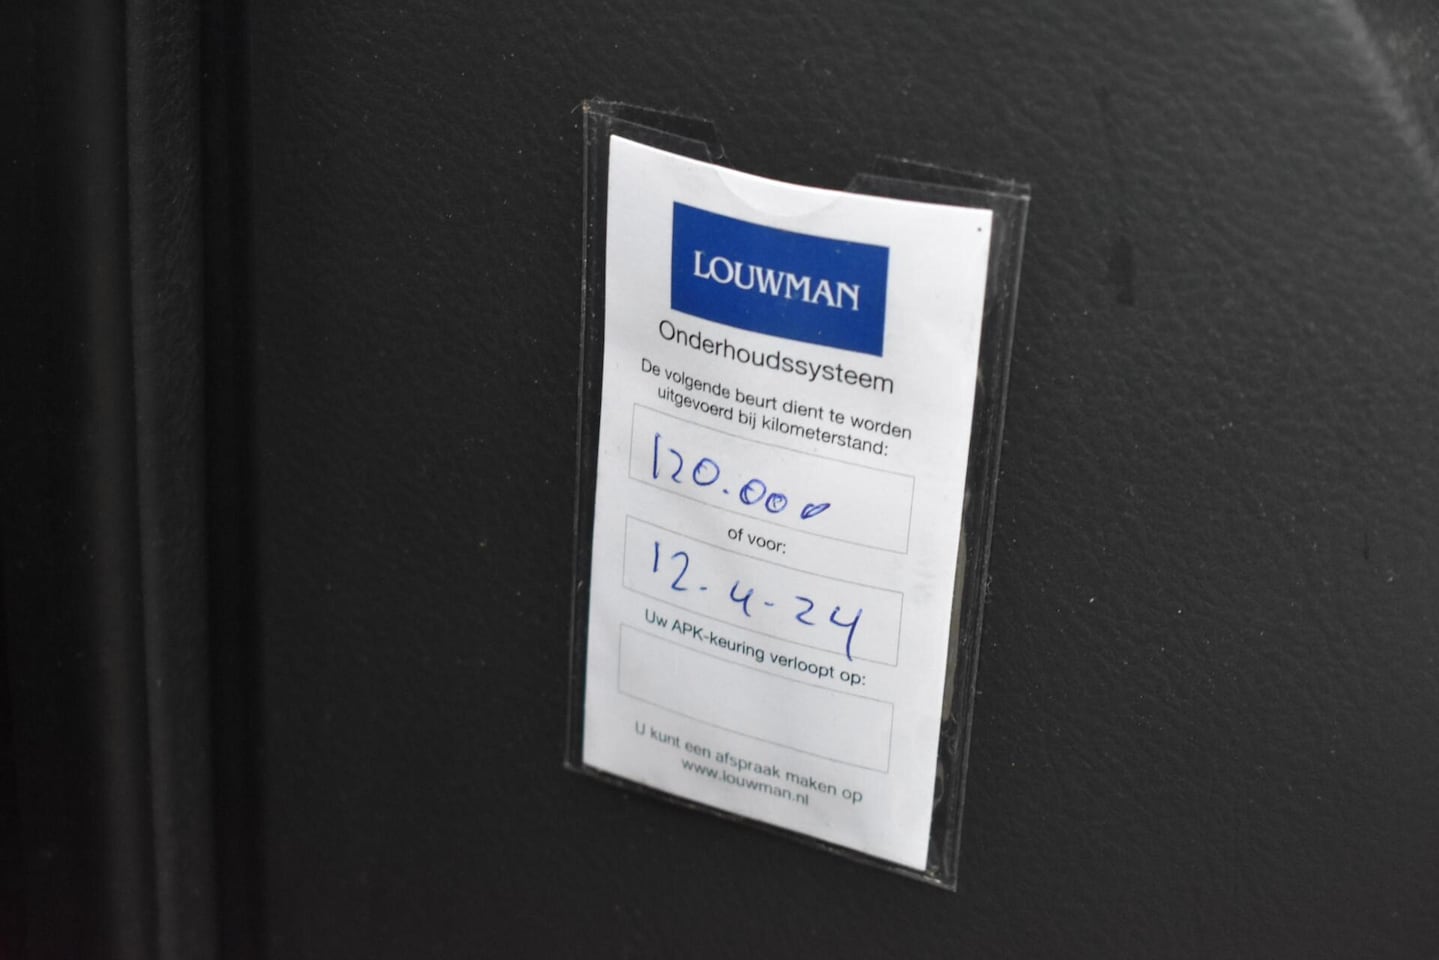 LOUWMAN
Onderhoudssysteem
De volgende beurt dient te worden
uitgevoerd bij kilometerstand:
120.000
of voor:
12-4-24
Uw APK-keuring verloopt op:
U kunt een afspraak maken op
www.louwman.nl